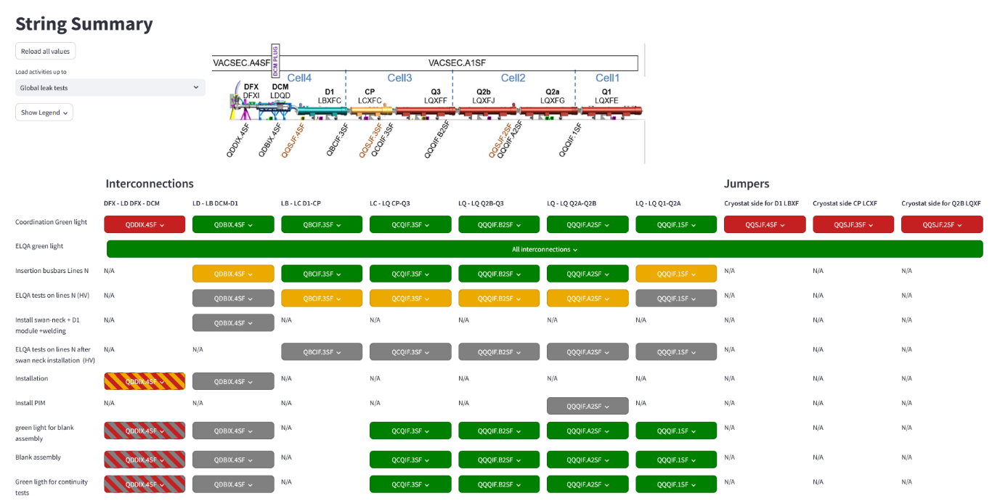 String Summary
Reload all values
Load activities up to
Global leak tests
Show Legend
VACSEC.A4SF DCM PLUG VACSEC.A1SF
Cell4 Cell3 Cell2 Cell1
DFX DCM D1 CP Q3 Q2b Q2a Q1
DFXI LDQD LBXFC LCXFC LQXFF LQXFJ LQXFG LQXFE
QDDIX.4SF QDBIX.4SF QQSJF.4SF QBCIF.3SF QQSJF.3SF QCQIF.3SF QQQIF.B2SF QQSJF.2SF QQQIF.A2SF QQQIF.1SF
Interconnections Jumpers
DFX - LD DFX - DCM LD - LB DCM-D1 LB - LC D1-CP LC - LQ CP-Q3 LQ - LQ Q2B-Q3 LQ - LQ Q2A-Q2B LQ - LQ Q1-Q2A Cryostat side for D1 LBXF Cryostat side CP LCXF Cryostat side for Q2B LQXF
Coordination Green light QDDIX.4SF QDBIX.4SF QBCIF.3SF QCQIF.3SF QQQIF.B2SF QQQIF.A2SF QQQIF.1SF QQSJF.4SF QQSJF.3SF QQSJF.2SF
ELQA green light All interconnections
Insertion busbars Lines N N/A QDBIX.4SF QBCIF.3SF QCQIF.3SF QQQIF.B2SF QQQIF.A2SF QQQIF.1SF N/A N/A N/A
ELQA tests on lines N (HV) N/A QDBIX.4SF QBCIF.3SF QCQIF.3SF QQQIF.B2SF QQQIF.A2SF QQQIF.1SF N/A N/A N/A
Install swan-neck + D1 N/A QDBIX.4SF N/A N/A N/A N/A N/A N/A N/A N/A
module +welding
ELQA tests on lines N after N/A N/A QBCIF.3SF QCQIF.3SF QQQIF.B2SF QQQIF.A2SF QQQIF.1SF N/A N/A N/A
swan neck installation (HV)
Installation QDDIX.4SF QDBIX.4SF N/A N/A N/A N/A N/A N/A N/A N/A
Install PIM N/A N/A N/A N/A N/A QQQIF.A2SF N/A N/A N/A N/A
green light for blank QDDIX.4SF QDBIX.4SF N/A QCQIF.3SF QQQIF.B2SF QQQIF.A2SF QQQIF.1SF N/A N/A N/A
assembly
Blank assembly QDDIX.4SF QDBIX.4SF N/A QCQIF.3SF QQQIF.B2SF QQQIF.A2SF QQQIF.1SF N/A N/A N/A
Green ligth for continuity QDDIX.4SF QDBIX.4SF N/A QCQIF.3SF QQQIF.B2SF QQQIF.A2SF QQQIF.1SF N/A N/A N/A
tests